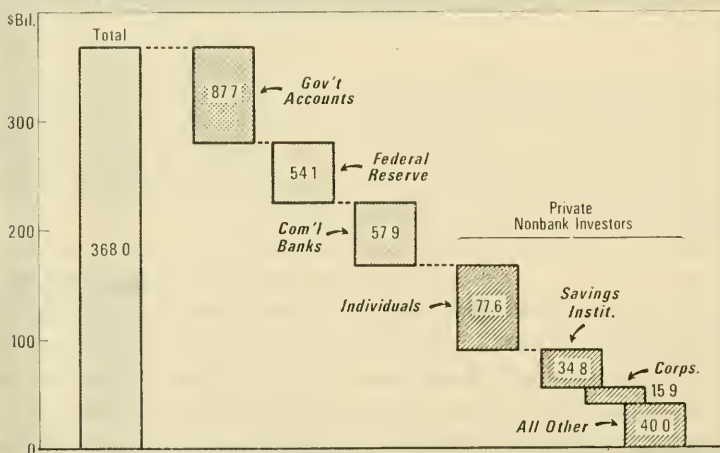 $Bil.
Total
300
200
100
0
368.0
87.7
Gov't
Accounts
54.1
Federal
Reserve
Com'l
Banks
57.9
Private
Nonbank Investors
Individuals
77.6
Savings
Instit.
34.8
Corps.
15.9
All Other
40.0